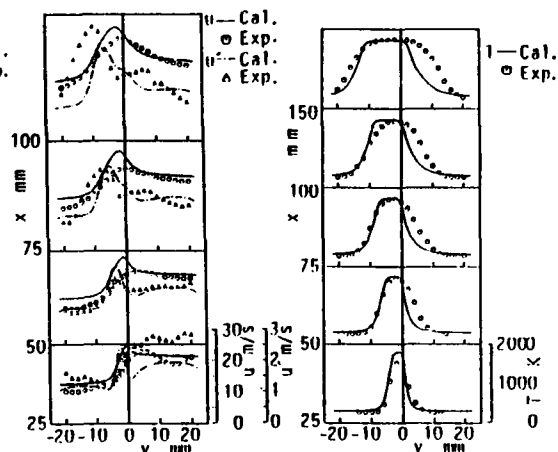 u — Cal.
o Exp.
u' --- Cal.
▵ Exp.
— Cal.
o Exp.
100
75
50
25
x mm
30
20
10
0
u m/s
3
2
1
0
u' m/s
-20 -10 0 10 20
y mm
150
100
75
50
25
x mm
2000
1000
0
T K
-20 -10 0 10 20
y mm